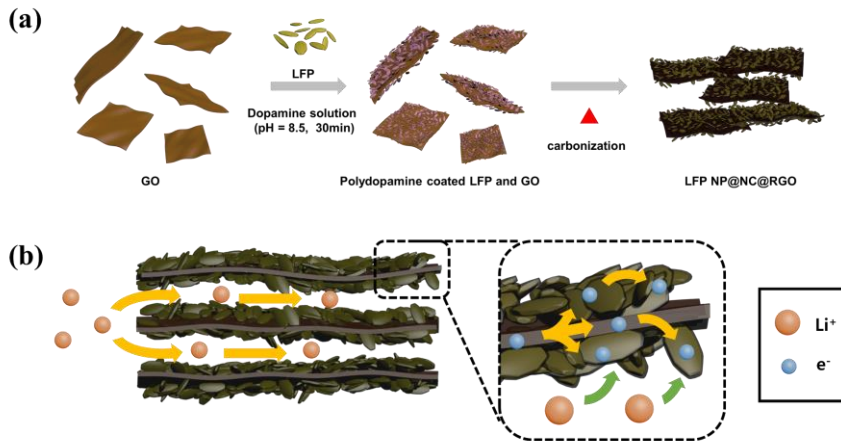 (a)
LFP
Dopamine solution
(pH = 8.5, 30min)
carbonization
GO
Polydopamine coated LFP and GO
LFP NP@NC@RGO
(b)
Li⁺
e⁻